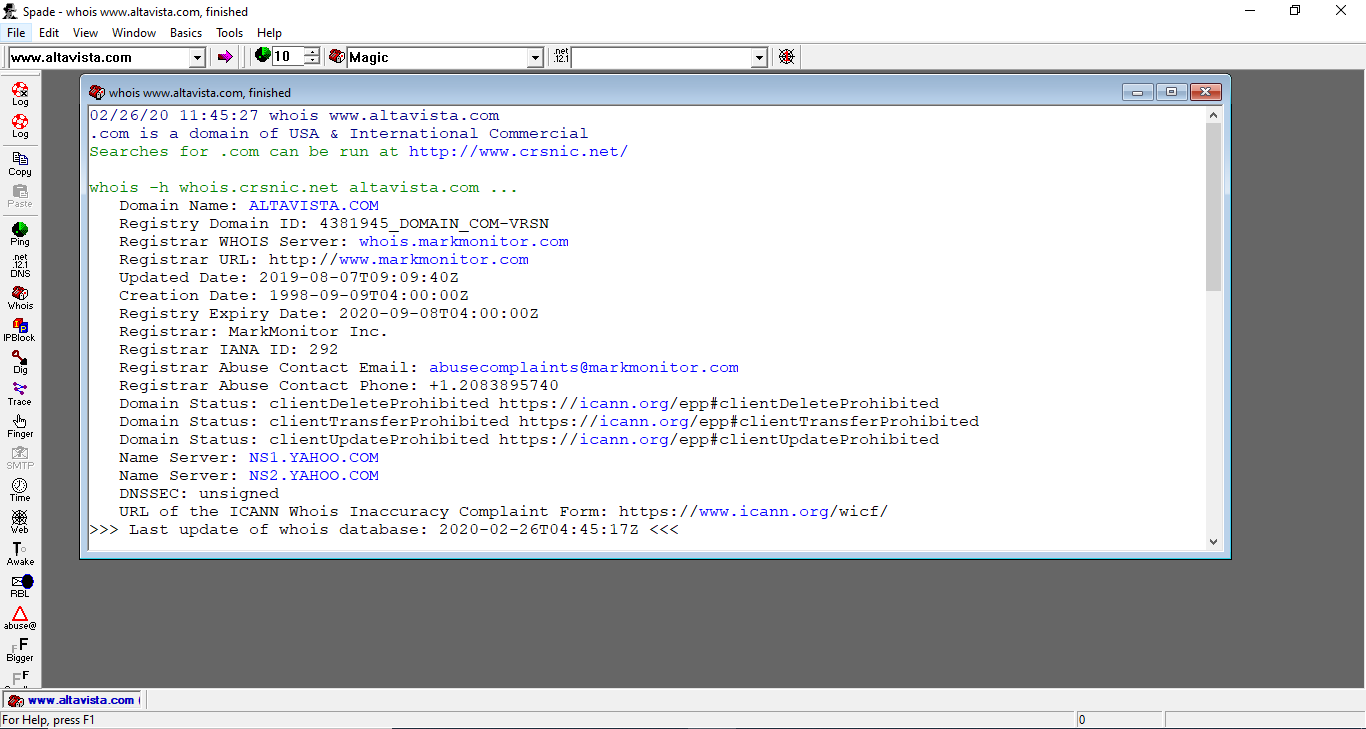 Spade - whois www.altavista.com, finished
File Edit View Window Basics Tools Help
www.altavista.com 10 Magic .net .12.1
Log
Log
Copy
Paste
Ping
.net
.12.1
DNS
Whois
IPBlock
Dig
Trace
Finger
SMTP
Time
Web
Awake
RBL
abuse@
Bigger
whois www.altavista.com, finished
02/26/20 11:45:27 whois www.altavista.com
.com is a domain of USA & International Commercial
Searches for .com can be run at http://www.crsnic.net/
whois -h whois.crsnic.net altavista.com ...
Domain Name: ALTAVISTA.COM
Registry Domain ID: 4381945_DOMAIN_COM-VRSN
Registrar WHOIS Server: whois.markmonitor.com
Registrar URL: http://www.markmonitor.com
Updated Date: 2019-08-07T09:09:40Z
Creation Date: 1998-09-09T04:00:00Z
Registry Expiry Date: 2020-09-08T04:00:00Z
Registrar: MarkMonitor Inc.
Registrar IANA ID: 292
Registrar Abuse Contact Email: abusecomplaints@markmonitor.com
Registrar Abuse Contact Phone: +1.2083895740
Domain Status: clientDeleteProhibited https://icann.org/epp#clientDeleteProhibited
Domain Status: clientTransferProhibited https://icann.org/epp#clientTransferProhibited
Domain Status: clientUpdateProhibited https://icann.org/epp#clientUpdateProhibited
Name Server: NS1.YAHOO.COM
Name Server: NS2.YAHOO.COM
DNSSEC: unsigned
URL of the ICANN Whois Inaccuracy Complaint Form: https://www.icann.org/wicf/
>>> Last update of whois database: 2020-02-26T04:45:17Z <<<
www.altavista.com
For Help, press F1 0